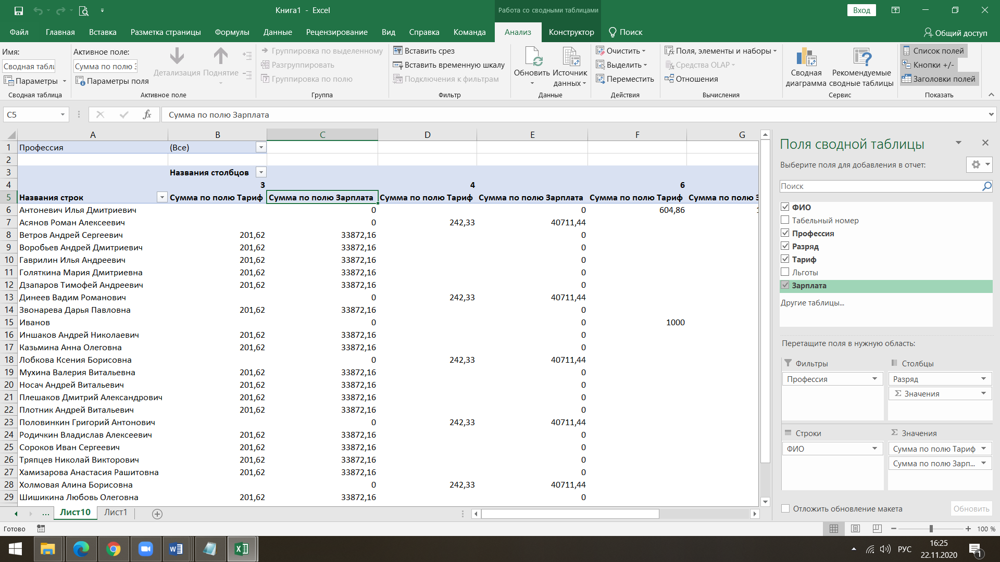 Книга1 - Excel
Работа со сводными таблицами
Вход
Файл Главная Вставка Разметка страницы Формулы Данные Рецензирование Вид Справка Команда Анализ Конструктор Поиск Общий доступ
Имя:
Сводная табл
Параметры
Сводная таблица
Активное поле:
Сумма по полю
Параметры поля
Детализация Поднятие
Активное поле
Группировка по выделенному
Разгруппировать
Группировка по полю
Группа
Вставить срез
Вставить временную шкалу
Подключения к фильтрам
Фильтр
Обновить Источник
данных
Данные
Очистить
Выделить
Переместить
Действия
Поля, элементы и наборы
Средства OLAP
Отношения
Вычисления
Сводная
диаграмма
Рекомендуемые
сводные таблицы
Сервис
Список полей
Кнопки +/-
Заголовки полей
Показать
C5
fx
Сумма по полю Зарплата
A B C D E F G
1 Профессия (Все)
2
3 Названия столбцов
4 3 4 6
5 Названия строк Сумма по полю Тариф Сумма по полю Зарплата Сумма по полю Тариф Сумма по полю Зарплата Сумма по полю Тариф Сумма по полю
6 Антоневич Илья Дмитриевич 0 0 604,86
7 Асянов Роман Алексеевич 0 242,33 40711,44
8 Ветров Андрей Сергеевич 201,62 33872,16 0
9 Воробьев Андрей Дмитриевич 201,62 33872,16 0
10 Гаврилин Илья Андреевич 201,62 33872,16 0
11 Голяткина Мария Дмитриевна 201,62 33872,16 0
12 Дзапаров Тимофей Андреевич 201,62 33872,16 0
13 Динеев Вадим Романович 0 242,33 40711,44
14 Звонарева Дарья Павловна 201,62 33872,16 0
15 Иванов 0 0 1000
16 Иншаков Андрей Николаевич 201,62 33872,16 0
17 Казьмина Анна Олеговна 201,62 33872,16 0
18 Лобкова Ксения Борисовна 0 242,33 40711,44
19 Мухина Валерия Витальевна 201,62 33872,16 0
20 Носач Андрей Витальевич 201,62 33872,16 0
21 Плешаков Дмитрий Александрович 201,62 33872,16 0
22 Плотник Андрей Витальевич 201,62 33872,16 0
23 Половинкин Григорий Антонович 0 242,33 40711,44
24 Родичкин Владислав Алексеевич 201,62 33872,16 0
25 Сороков Иван Сергеевич 201,62 33872,16 0
26 Тряпцев Николай Викторович 201,62 33872,16 0
27 Хамизарова Анастасия Рашитовна 201,62 33872,16 0
28 Холмовая Алина Борисовна 0 242,33 40711,44
29 Шишикина Любовь Олеговна 201,62 33872,16 0
Поля сводной таблицы
Выберите поля для добавления в отчет:
Поиск
ФИО
Табельный номер
Профессия
Разряд
Тариф
Льготы
Зарплата
Другие таблицы...
Перетащите поля в нужную область:
Фильтры
Профессия
Столбцы
Разряд
Σ Значения
Строки
ФИО
Σ Значения
Сумма по полю Тариф
Сумма по полю Зарп...
Отложить обновление макета
Обновить
... Лист10 Лист1
Готово
100 %
РУС
16:25
22.11.2020
1